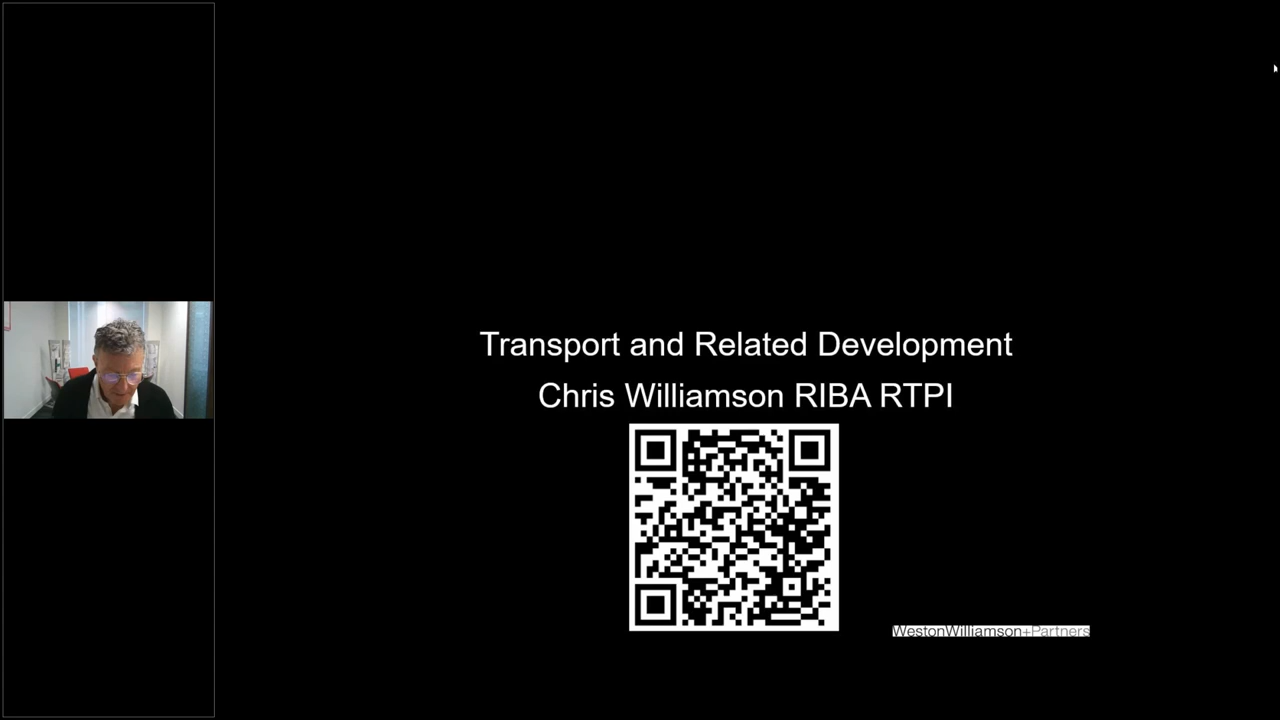 Transport and Related Development
Chris Williamson RIBA RTPI
WestonWilliamson+Partners